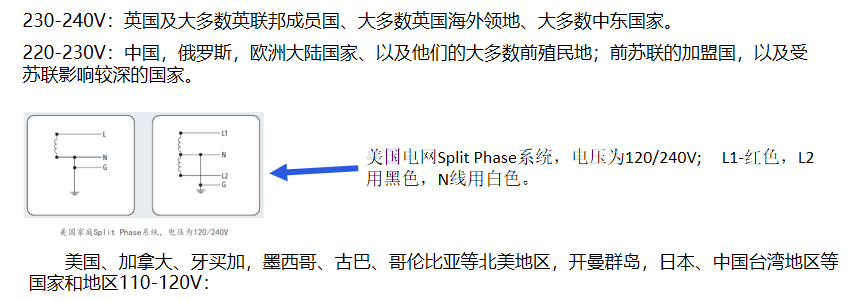 230-240V：英国及大多数英联邦成员国、大多数英国海外领地、大多数中东国家。
220-230V：中国，俄罗斯，欧洲大陆国家、以及他们的大多数前殖民地；前苏联的加盟国，以及受
苏联影响较深的国家。
L
N
G
L1
N
L2
G
美国电网Split Phase系统，电压为120/240V； L1-红色，L2
用黑色，N线用白色。
美国家庭Split Phase系统，电压为120/240V
美国、加拿大、牙买加，墨西哥、古巴、哥伦比亚等北美地区，开曼群岛，日本、中国台湾地区等
国家和地区110-120V：